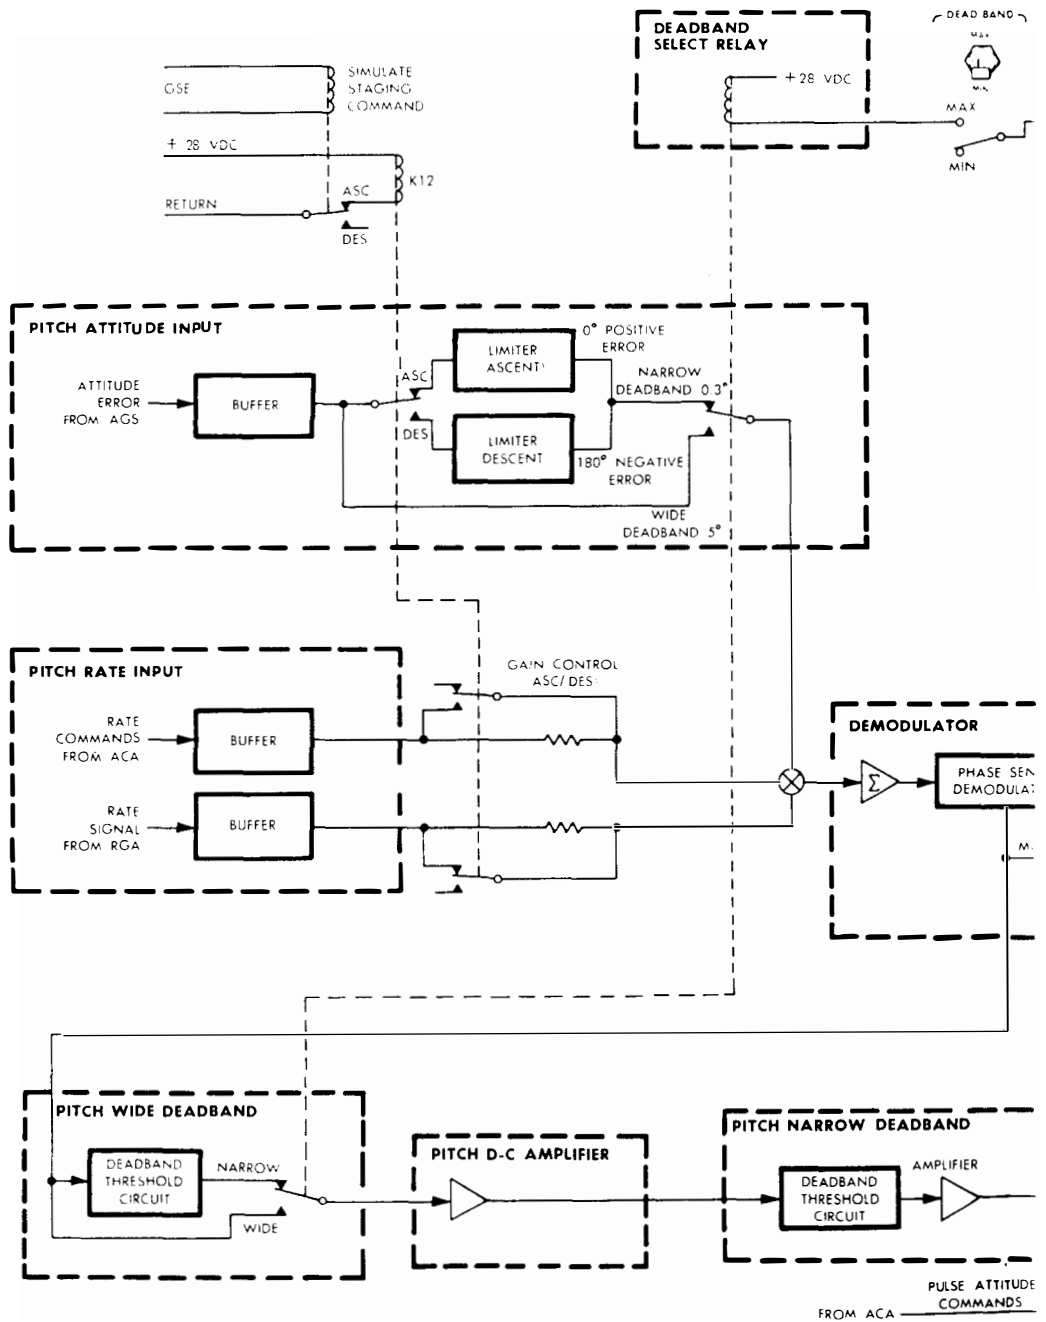 DEADBAND
SELECT RELAY
+ 28 VDC
DEAD BAND
MAX
MIN
MAX
MIN
GSE
SIMULATE
STAGING
COMMAND
+ 28 VDC
K12
ASC
RETURN
DES
PITCH ATTITUDE INPUT
ATTITUDE
ERROR
FROM AGS
BUFFER
ASC
DES
LIMITER
ASCENT
LIMITER
DESCENT
0° POSITIVE
ERROR
NARROW
DEADBAND 0.3°
180° NEGATIVE
ERROR
WIDE
DEADBAND 5°
PITCH RATE INPUT
RATE
COMMANDS
FROM ACA
BUFFER
RATE
SIGNAL
FROM RGA
BUFFER
GAIN CONTROL
ASC/DES
DEMODULATOR
Σ
PHASE SEN
DEMODULAT
M
PITCH WIDE DEADBAND
DEADBAND
THRESHOLD
CIRCUIT
NARROW
WIDE
PITCH D-C AMPLIFIER
PITCH NARROW DEADBAND
DEADBAND
THRESHOLD
CIRCUIT
AMPLIFIER
PULSE ATTITUDE
COMMANDS
FROM ACA